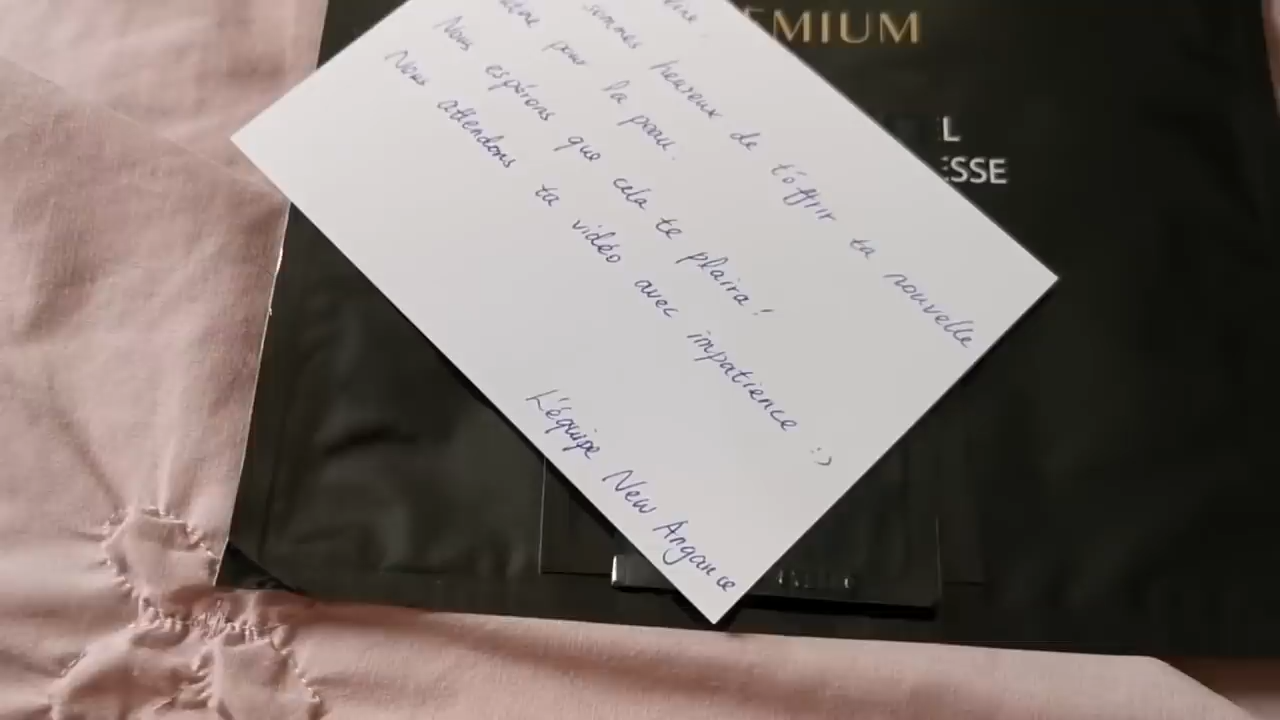 sommes heureux de t'offrir ta nouvelle
pour la peau.
Nous espérons que cela te plaira!
Nous attendons ta vidéo avec impatience :)
L'équipe New Argance
EMIUM
L
ESSE